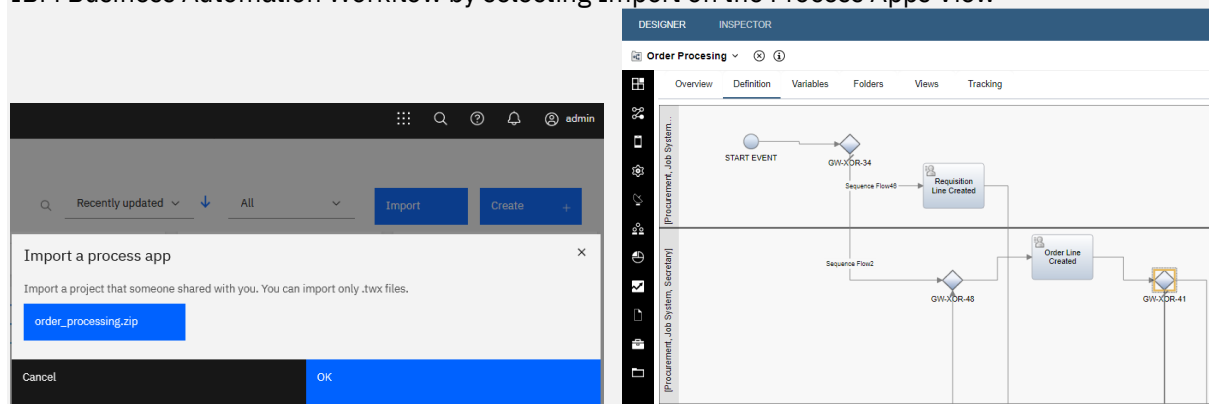 IBM Business Automation Workflow by selecting Import on the Process Apps View
admin
Recently updated
All
Import
Create +
Import a process app
Import a project that someone shared with you. You can import only .twx files.
order_processing.zip
Cancel
OK
DESIGNER INSPECTOR
Order Procesing
Overview Definition Variables Folders Views Tracking
[Procurement, Job System...
START EVENT
GW-XOR-34
Sequence Flow48
Requisition
Line Created
[Procurement, Job System, Secretary]
Sequence Flow2
Order Line
Created
GW-XOR-48
GW-XOR-41